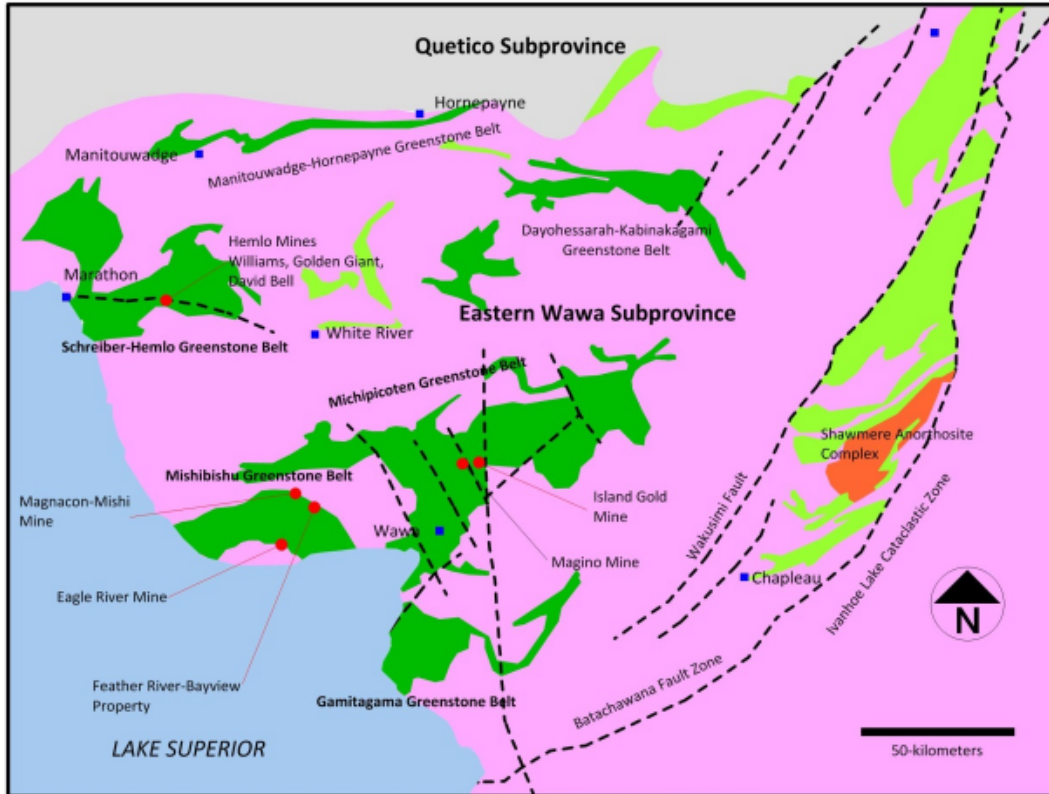 Quetico Subprovince
Hornepayne
Manitouwadge
Manitouwadge-Hornepayne Greenstone Belt
Dayohessarah-Kabinakagami
Greenstone Belt
Hemlo Mines
Williams, Golden Giant,
David Bell
Marathon
Eastern Wawa Subprovince
White River
Schreiber-Hemlo Greenstone Belt
Michipicoten Greenstone Belt
Shawmere Anorthosite
Complex
Mishibishu Greenstone Belt
Magnacon-Mishi
Mine
Island Gold
Mine
Wawa
Wakusimi Fault
Ivanhoe Lake Cataclastic Zone
Magino Mine
Chapleau
Eagle River Mine
N
Feather River-Bayview
Property
Gamitagama Greenstone Belt
Batachawana Fault Zone
LAKE SUPERIOR
50-kilometers